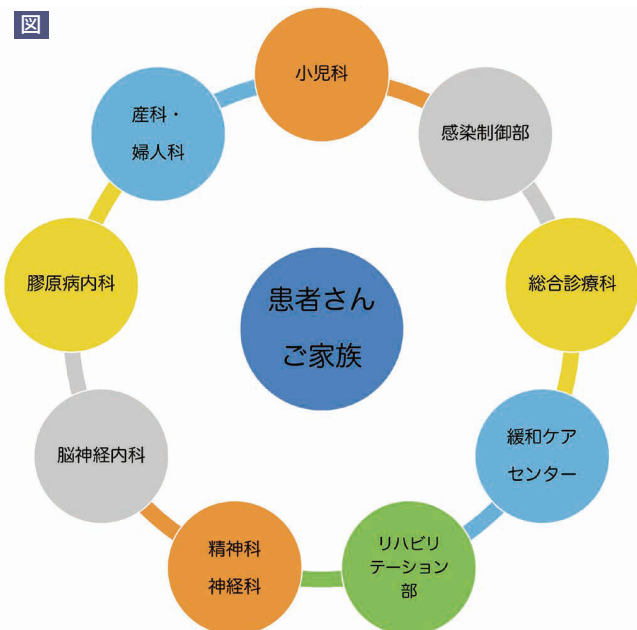 図
小児科
感染制御部
総合診療科
緩和ケア
センター
リハビリ
テーション
部
精神科
神経科
脳神経内科
膠原病内科
産科・
婦人科
患者さん
ご家族